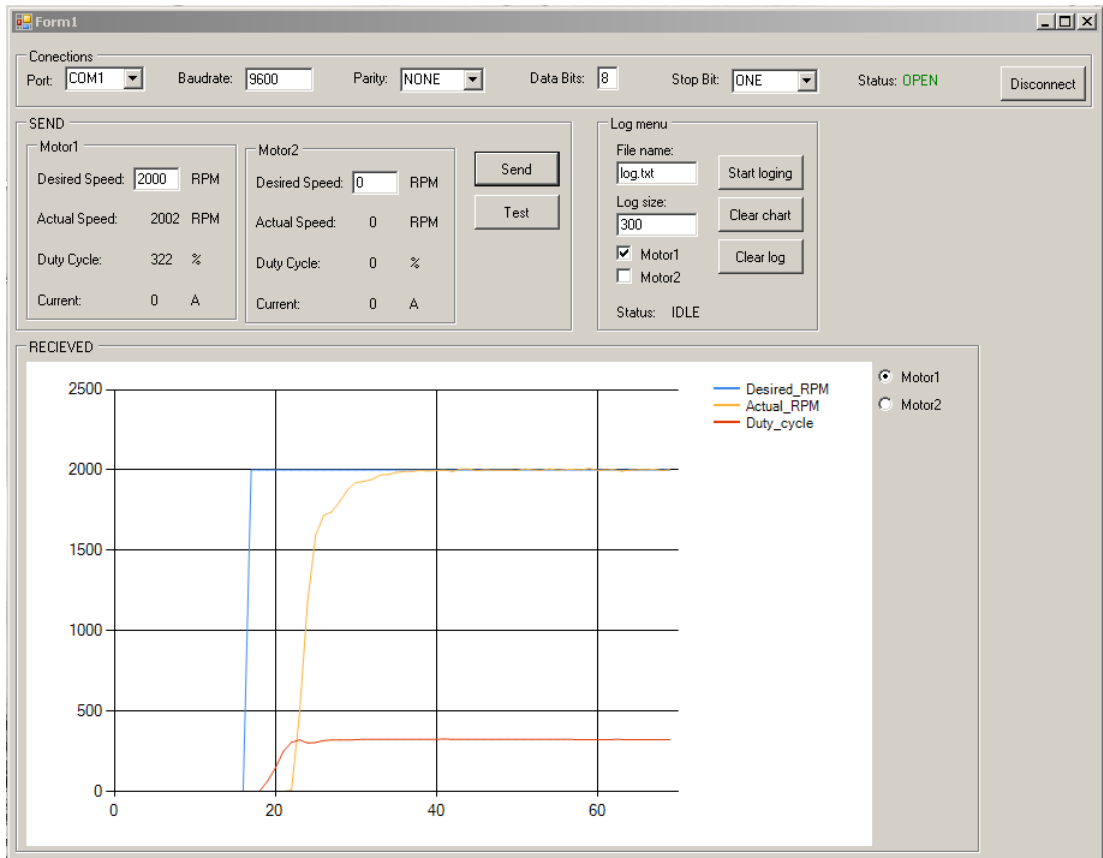 Form1
Conections
Port: COM1 Baudrate: 9600 Parity: NONE Data Bits: 8 Stop Bit: ONE Status: OPEN Disconnect
SEND
Motor1
Desired Speed: 2000 RPM
Actual Speed: 2002 RPM
Duty Cycle: 322 %
Current: 0 A
Motor2
Desired Speed: 0 RPM
Actual Speed: 0 RPM
Duty Cycle: 0 %
Current: 0 A
Send
Test
Log menu
File name:
log.txt
Log size:
300
Motor1
Motor2
Status: IDLE
Start loging
Clear chart
Clear log
RECIEVED
2500
2000
1500
1000
500
0
0 20 40 60
Desired_RPM
Actual_RPM
Duty_cycle
Motor1
Motor2